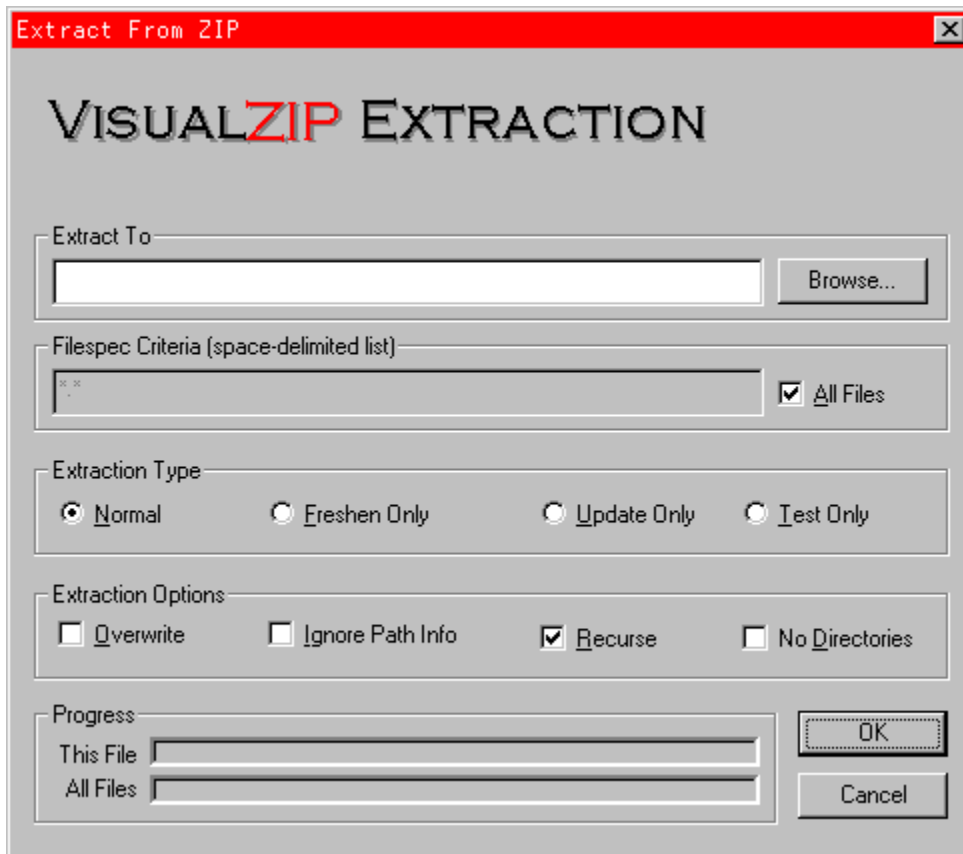 Extract From ZIP
VISUALZIP EXTRACTION
Extract To
Browse...
Filespec Criteria (space-delimited list)
*.*
All Files
Extraction Type
Normal Freshen Only Update Only Test Only
Extraction Options
Overwrite Ignore Path Info Recurse No Directories
Progress
This File
All Files
OK
Cancel